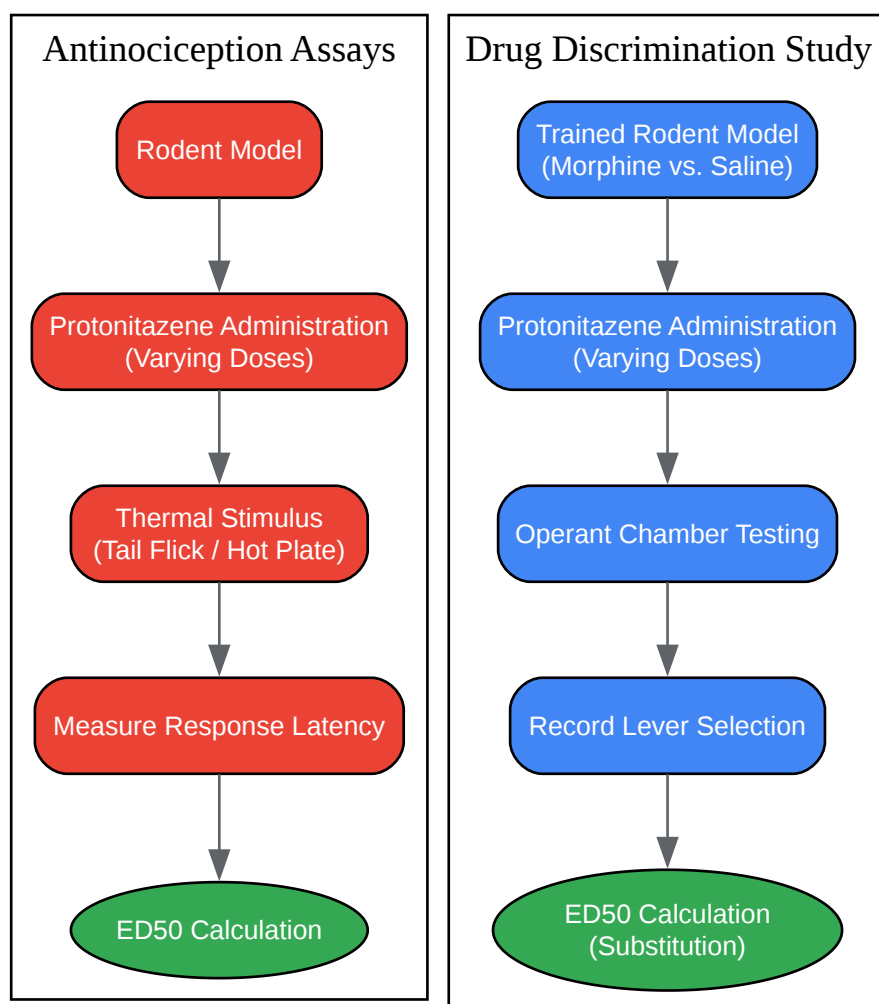 Antinociception Assays
Rodent Model
Protonitazene Administration
(Varying Doses)
Thermal Stimulus
(Tail Flick / Hot Plate)
Measure Response Latency
ED50 Calculation
Drug Discrimination Study
Trained Rodent Model
(Morphine vs. Saline)
Protonitazene Administration
(Varying Doses)
Operant Chamber Testing
Record Lever Selection
ED50 Calculation
(Substitution)